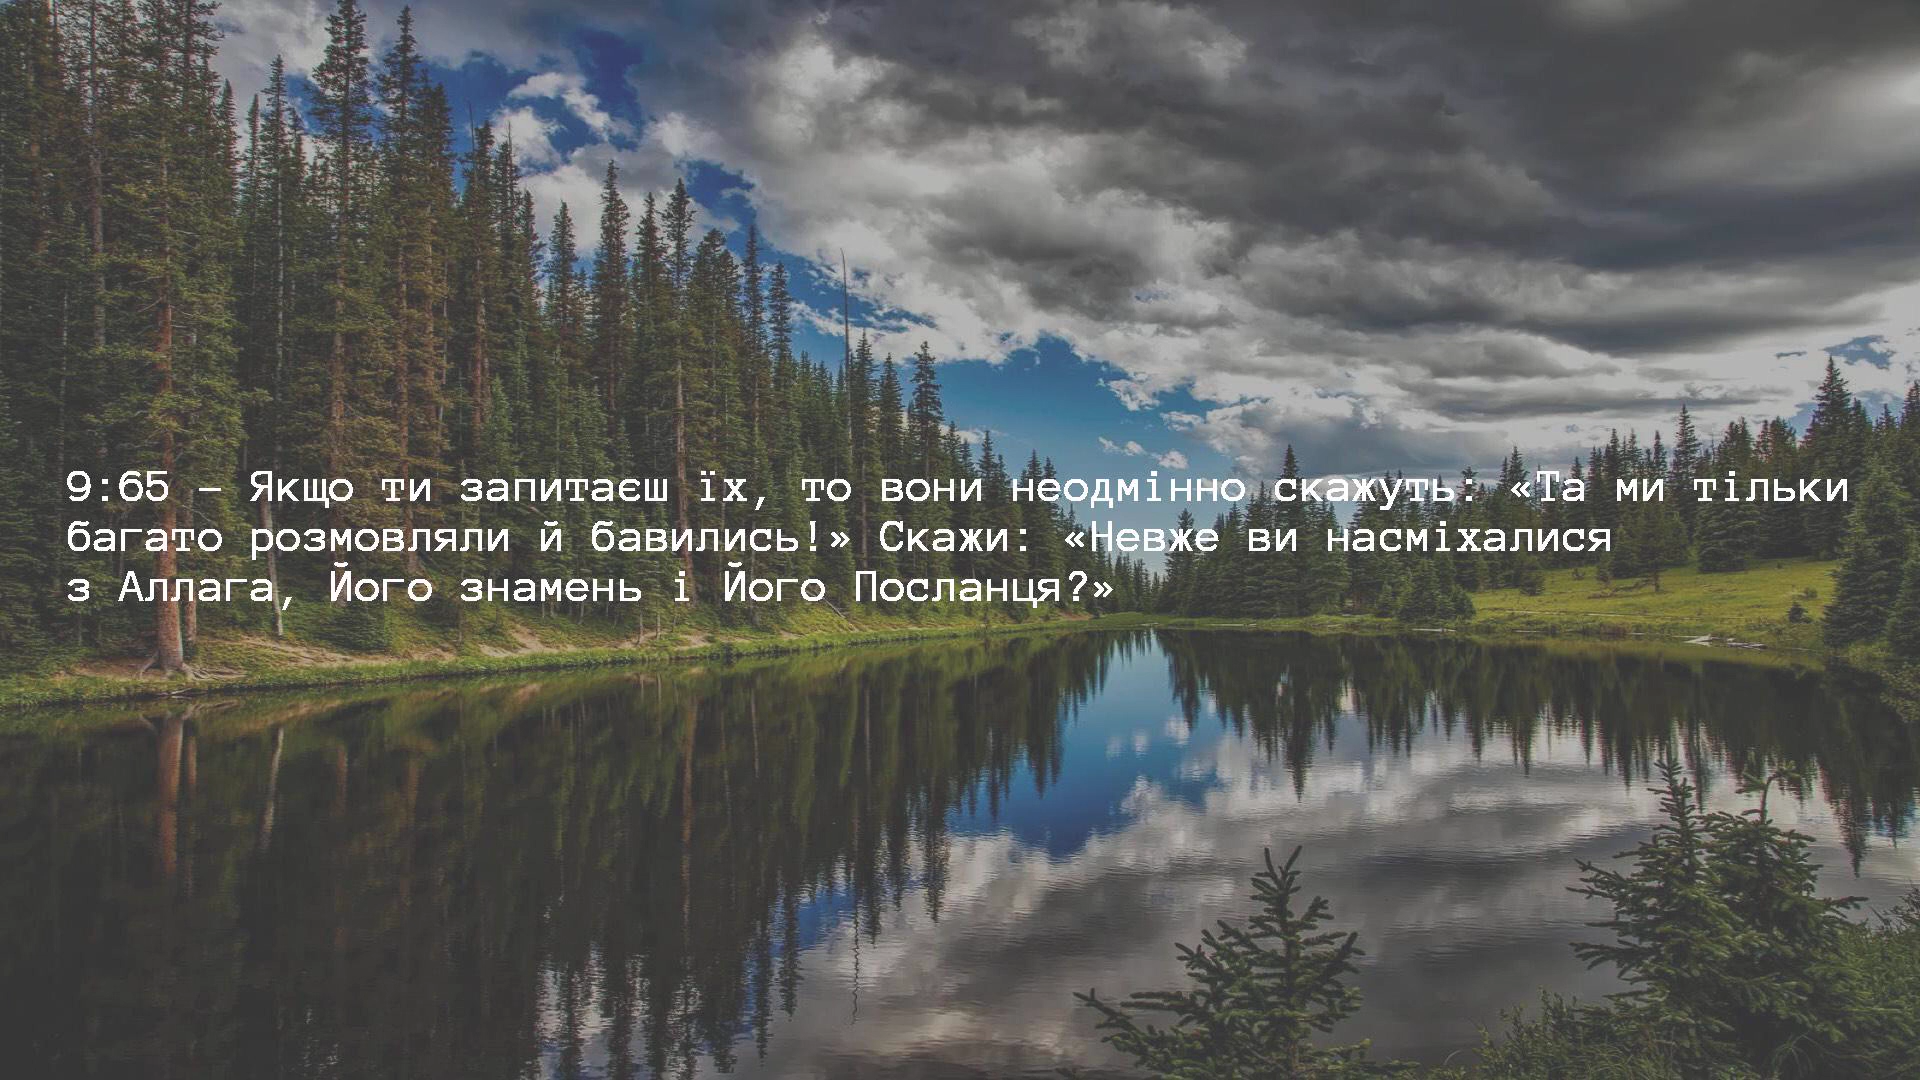 9:65 – Якщо ти запитаєш їх, то вони неодмінно скажуть: «Та ми тільки
багато розмовляли й бавились!» Скажи: «Невже ви насміхалися
з Аллага, Його знамень і Його Посланця?»